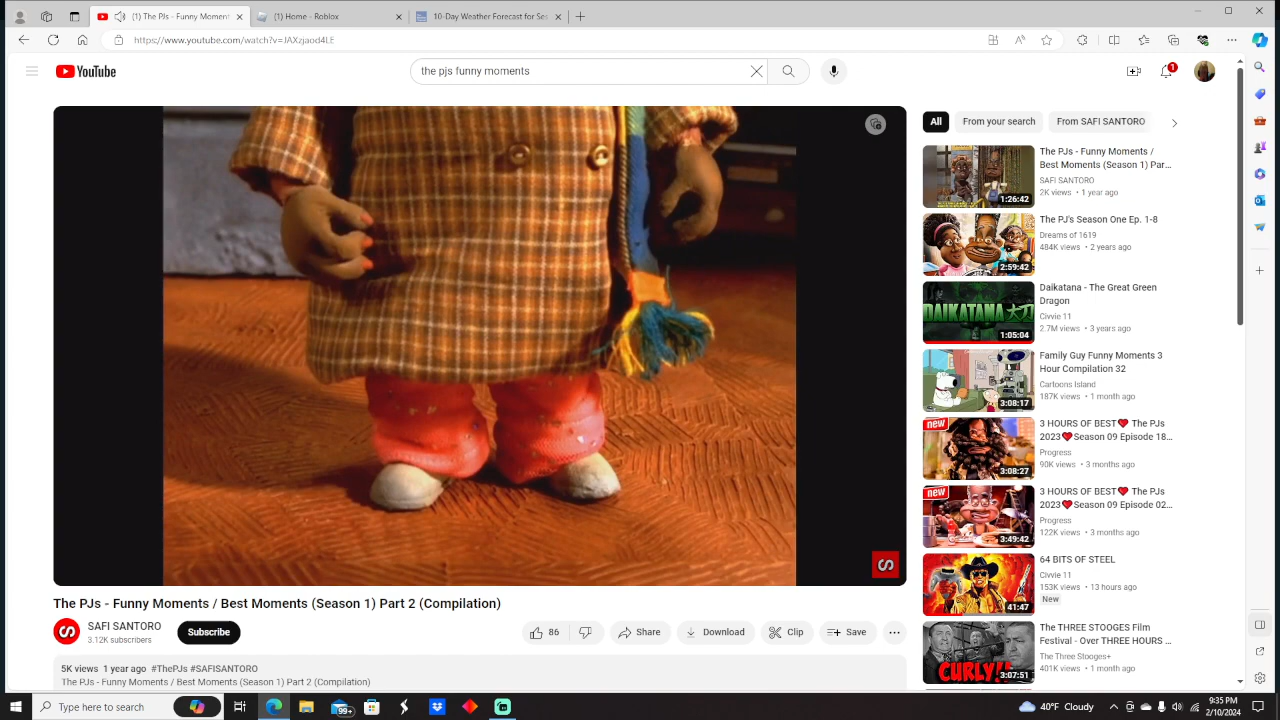 (1) The PJs - Funny Moment
(1) Home - Roblox
10-Day Weather Forecast for Se
https://www.youtube.com/watch?v=JAXzjaod4LE
YouTube
the pjs funny moments
1
All
From your search
From SAFI SANTORO
The PJs - Funny Moments /
Best Moments (Season 1) Par...
SAFI SANTORO
2K views • 1 year ago
1:26:42
The PJ's Season One Ep. 1-8
Dreams of 1619
484K views • 2 years ago
2:59:42
Daikatana - The Great Green
Dragon
Civvie 11
2.7M views • 3 years ago
DAIKATANA 大刀
1:05:04
Family Guy Funny Moments 3
Hour Compilation 32
Cartoons Island
187K views • 1 month ago
3:08:17
new
3 HOURS OF BEST❤️ The PJs
2023❤️Season 09 Episode 18...
Progress
90K views • 3 months ago
3:08:27
new
3 HOURS OF BEST❤️ The PJs
2023❤️Season 09 Episode 02...
Progress
122K views • 3 months ago
3:49:42
64 BITS OF STEEL
Civvie 11
153K views • 13 hours ago
New
41:47
The THREE STOOGES Film
Festival - Over THREE HOURS ...
The Three Stooges+
401K views • 1 month ago
CURLY!!
3:07:51
The PJs - Funny Moments / Best Moments (Season 1) Part 2 (Compilation)
SAFI SANTORO
3.12K subscribers
Subscribe
86
Share
Download
Clip
Save
5K views 1 year ago #ThePJs #SAFISANTORO
The PJs - Funny Moments / Best Moments (Season 1) Part 2 (Compilation)
Type here to search
99+
40°F Cloudy
9:35 PM
2/10/2024